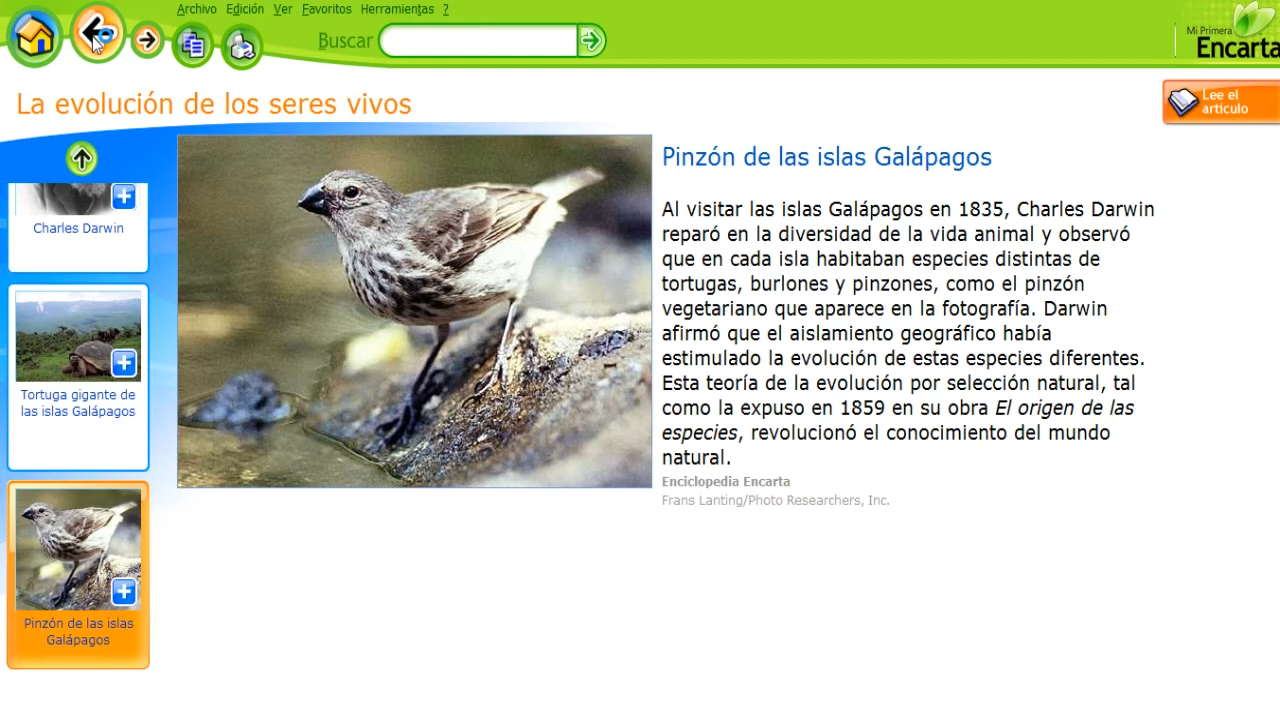 Archivo Edición Ver Favoritos Herramientas ?
Buscar
Mi Primera
Encarta
La evolución de los seres vivos
Lee el
artículo
Charles Darwin
Tortuga gigante de
las islas Galápagos
Pinzón de las islas
Galápagos
Pinzón de las islas Galápagos
Al visitar las islas Galápagos en 1835, Charles Darwin
reparó en la diversidad de la vida animal y observó
que en cada isla habitaban especies distintas de
tortugas, burlones y pinzones, como el pinzón
vegetariano que aparece en la fotografía. Darwin
afirmó que el aislamiento geográfico había
estimulado la evolución de estas especies diferentes.
Esta teoría de la evolución por selección natural, tal
como la expuso en 1859 en su obra El origen de las
especies, revolucionó el conocimiento del mundo
natural.
Enciclopedia Encarta
Frans Lanting/Photo Researchers, Inc.